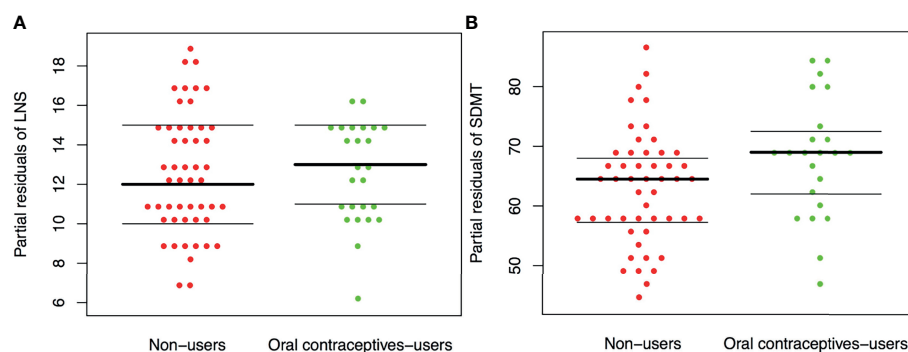 A
Partial residuals of LNS
18
16
14
12
10
8
6
Non−users
Oral contraceptives−users
B
Partial residuals of SDMT
80
70
60
50
Non−users
Oral contraceptives−users